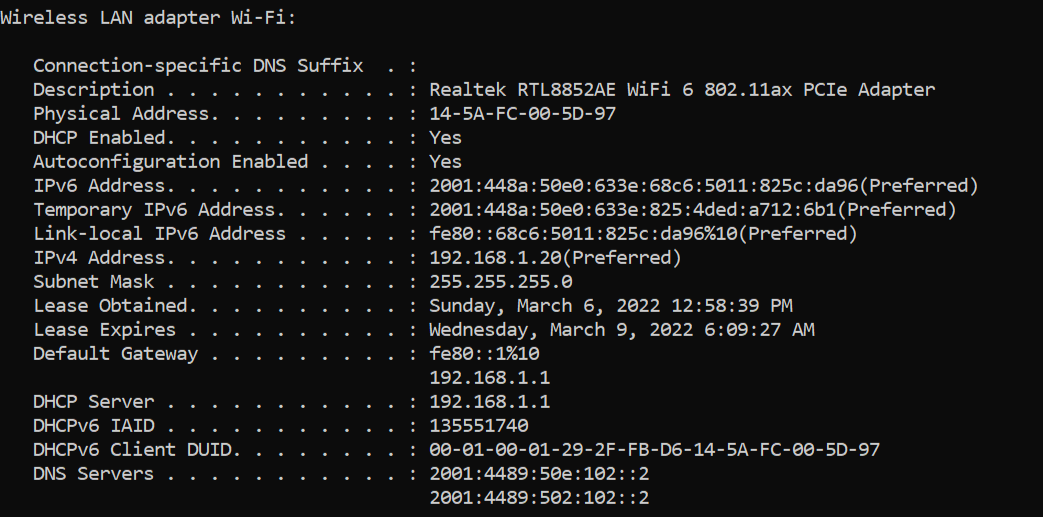 Wireless LAN adapter Wi-Fi:
Connection-specific DNS Suffix  . :
Description . . . . . . . . . . . : Realtek RTL8852AE WiFi 6 802.11ax PCIe Adapter
Physical Address. . . . . . . . . : 14-5A-FC-00-5D-97
DHCP Enabled. . . . . . . . . . . : Yes
Autoconfiguration Enabled . . . . : Yes
IPv6 Address. . . . . . . . . . . : 2001:448a:50e0:633e:68c6:5011:825c:da96(Preferred)
Temporary IPv6 Address. . . . . . : 2001:448a:50e0:633e:825:4ded:a712:6b1(Preferred)
Link-local IPv6 Address . . . . . : fe80::68c6:5011:825c:da96%10(Preferred)
IPv4 Address. . . . . . . . . . . : 192.168.1.20(Preferred)
Subnet Mask . . . . . . . . . . . : 255.255.255.0
Lease Obtained. . . . . . . . . . : Sunday, March 6, 2022 12:58:39 PM
Lease Expires . . . . . . . . . . : Wednesday, March 9, 2022 6:09:27 AM
Default Gateway . . . . . . . . . : fe80::1%10
192.168.1.1
DHCP Server . . . . . . . . . . . : 192.168.1.1
DHCPv6 IAID . . . . . . . . . . . : 135551740
DHCPv6 Client DUID. . . . . . . . : 00-01-00-01-29-2F-FB-D6-14-5A-FC-00-5D-97
DNS Servers . . . . . . . . . . . : 2001:4489:50e:102::2
2001:4489:502:102::2